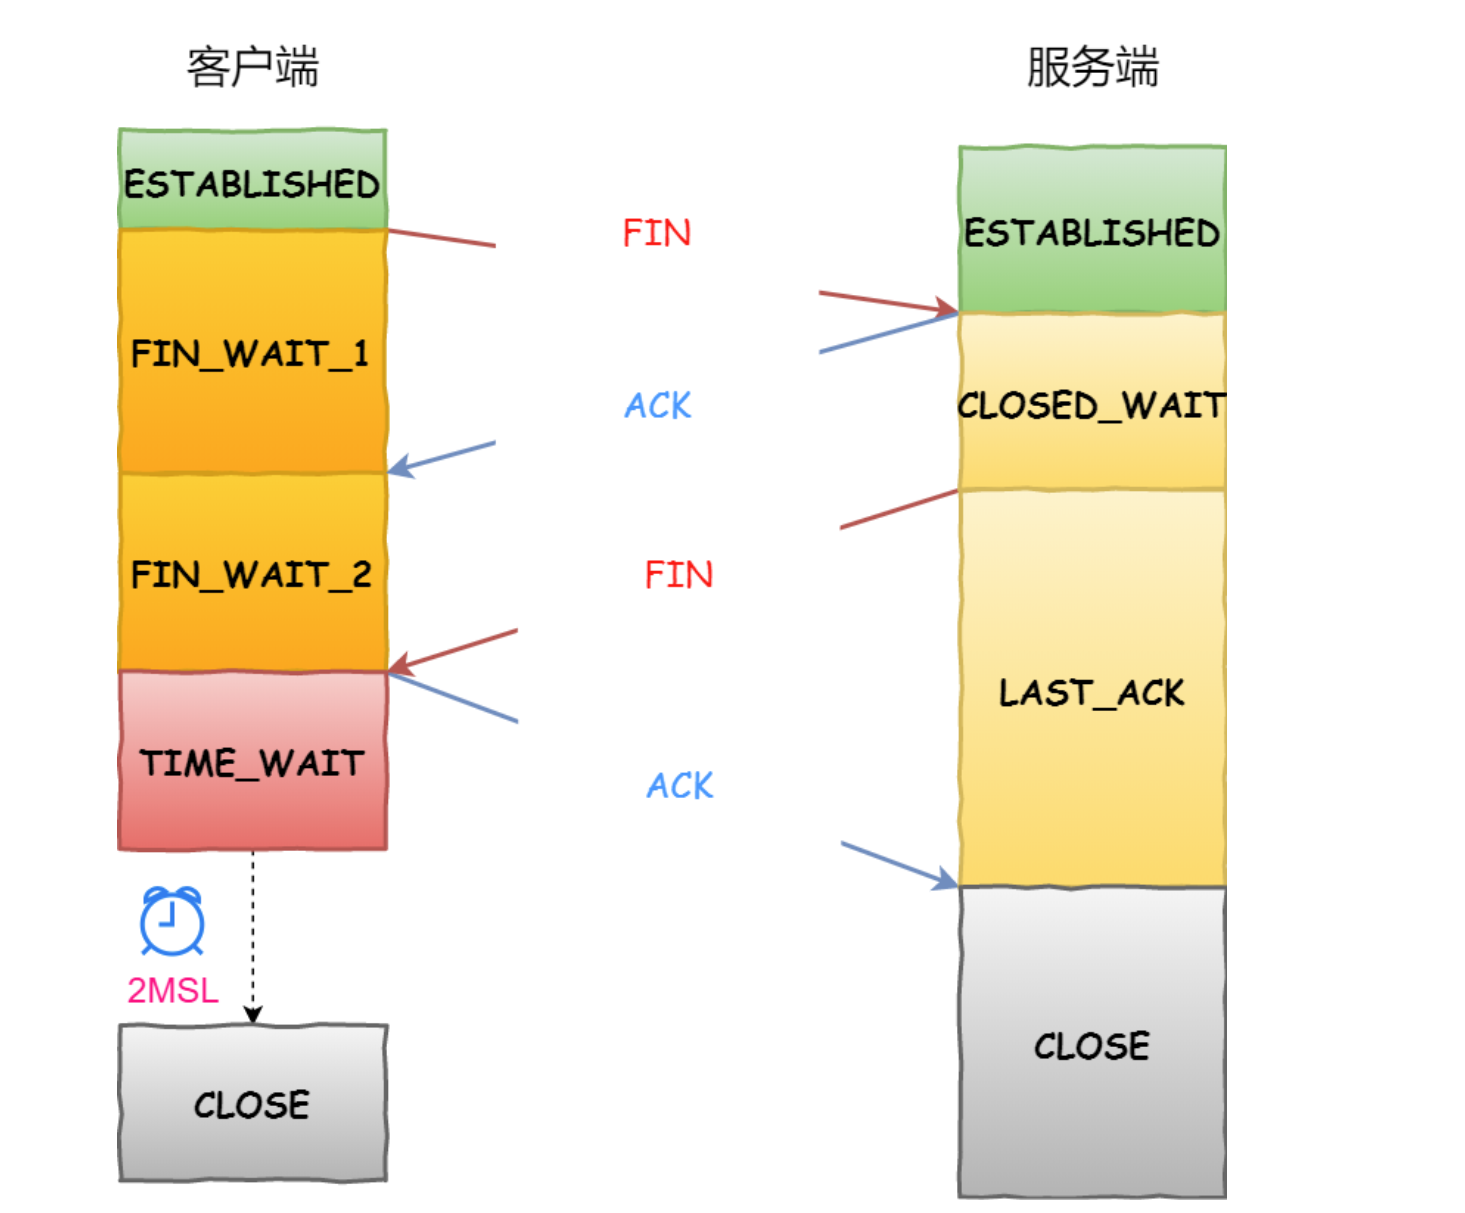 客户端
服务端
ESTABLISHED
FIN
ESTABLISHED
FIN_WAIT_1
ACK
CLOSED_WAIT
FIN_WAIT_2
FIN
LAST_ACK
TIME_WAIT
ACK
2MSL
CLOSE
CLOSE